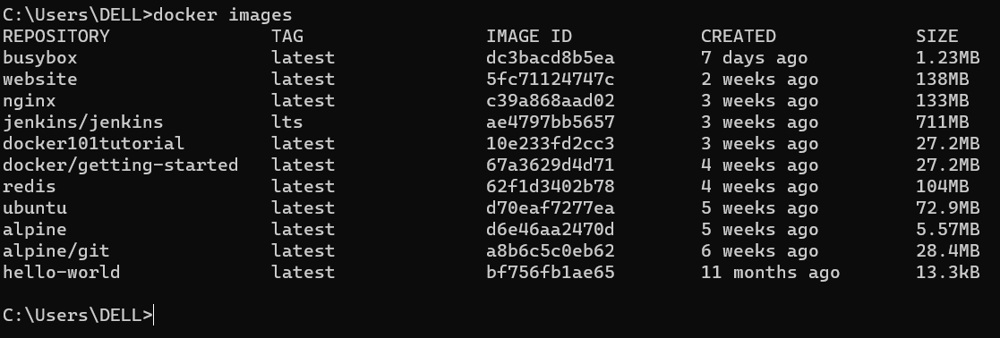 C:\Users\DELL>docker images
REPOSITORY TAG IMAGE ID CREATED SIZE
busybox latest dc3bacd8b5ea 7 days ago 1.23MB
website latest 5fc71124747c 2 weeks ago 138MB
nginx latest c39a868aad02 3 weeks ago 133MB
jenkins/jenkins lts ae4797bb5657 3 weeks ago 711MB
docker101tutorial latest 10e233fd2cc3 3 weeks ago 27.2MB
docker/getting-started latest 67a3629d4d71 4 weeks ago 27.2MB
redis latest 62f1d3402b78 4 weeks ago 104MB
ubuntu latest d70eaf7277ea 5 weeks ago 72.9MB
alpine latest d6e46aa2470d 5 weeks ago 5.57MB
alpine/git latest a8b6c5c0eb62 6 weeks ago 28.4MB
hello-world latest bf756fb1ae65 11 months ago 13.3kB
C:\Users\DELL>